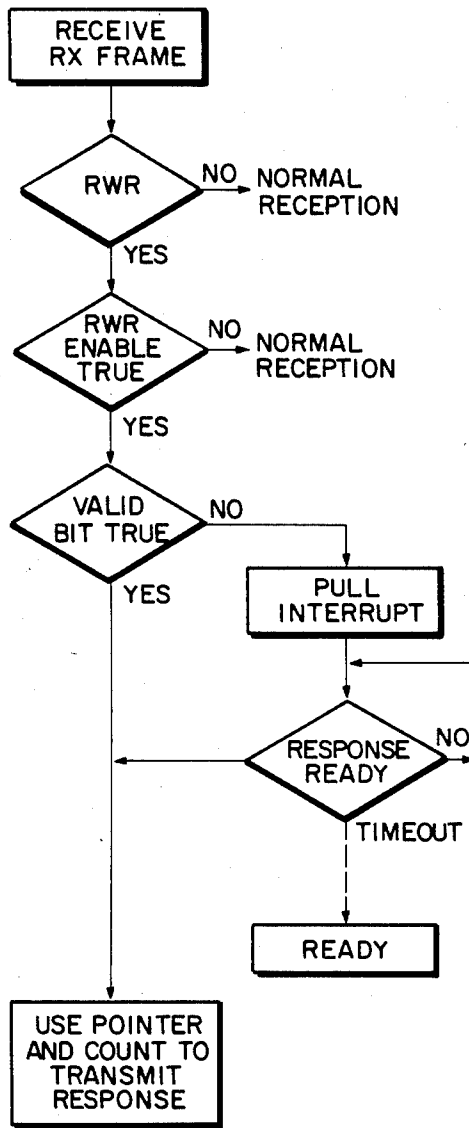 RECEIVE
RX FRAME
RWR
NO
NORMAL
RECEPTION
YES
RWR
ENABLE
TRUE
NO
NORMAL
RECEPTION
YES
VALID
BIT TRUE
NO
YES
PULL
INTERRUPT
RESPONSE
READY
NO
TIMEOUT
READY
USE POINTER
AND COUNT TO
TRANSMIT
RESPONSE